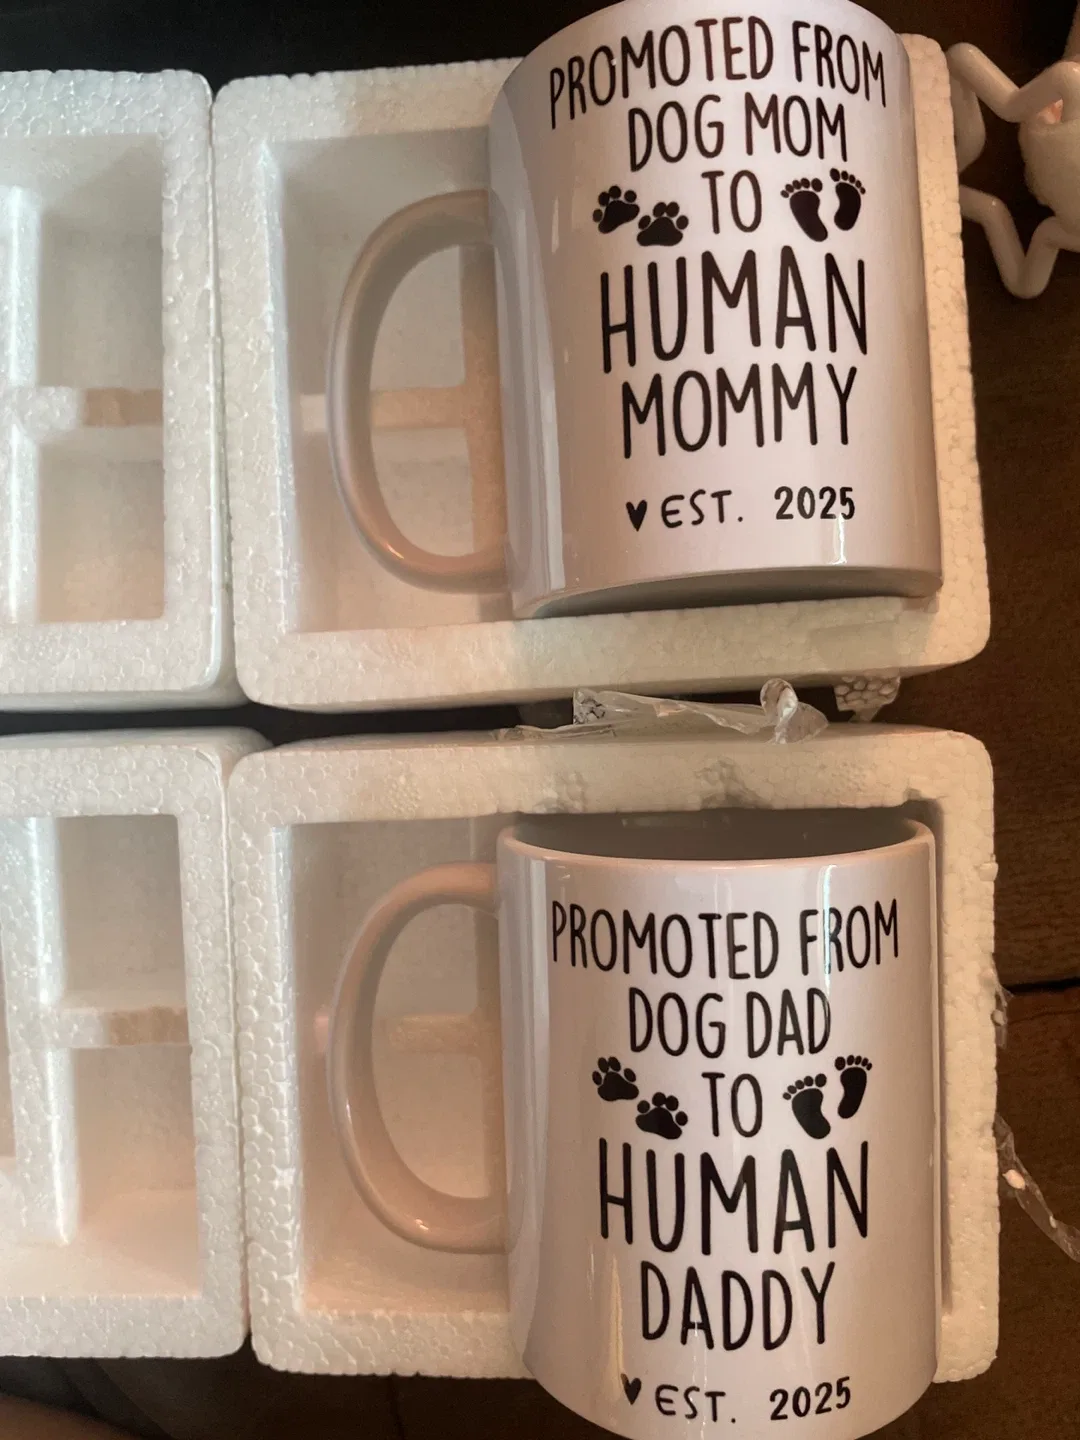 PROMOTED FROM
DOG MOM
TO
HUMAN
MOMMY
EST. 2025
PROMOTED FROM
DOG DAD
TO
HUMAN
DADDY
EST. 2025